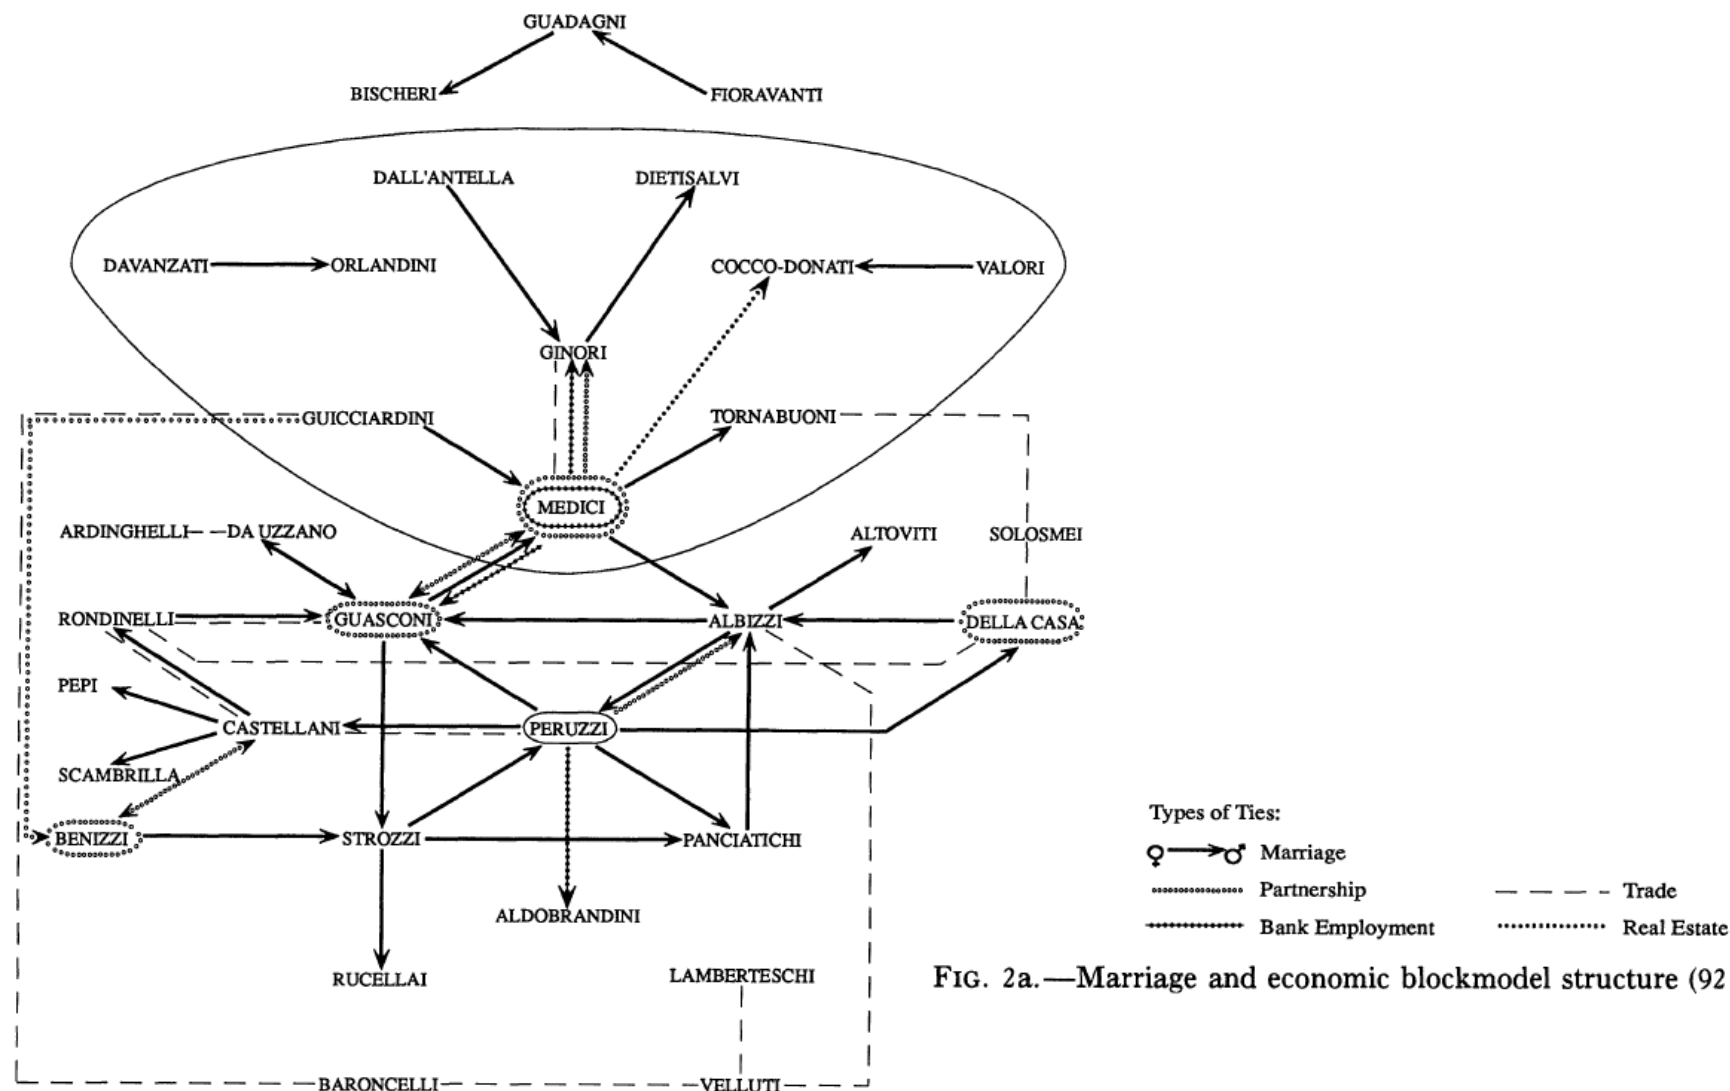 GUADAGNI
BISCHERI FIORAVANTI
DALL'ANTELLA DIETISALVI
DAVANZATI ORLANDINI COCCO-DONATI VALORI
GINORI
GUICCIARDINI TORNABUONI
MEDICI
ARDINGHELLI DA UZZANO ALTOVITI SOLOSMEI
RONDINELLI GUASCONI ALBIZZI DELLA CASA
PEPI
CASTELLANI PERUZZI
SCAMBRILLA
BENIZZI STROZZI PANCIATICHI
ALDOBRANDINI
RUCELLAI LAMBERTESCHI
BARONCELLI VELLUTI
Types of Ties:
♀ ♂ Marriage
Partnership Trade
Bank Employment Real Estate
FIG. 2a.—Marriage and economic blockmodel structure (92